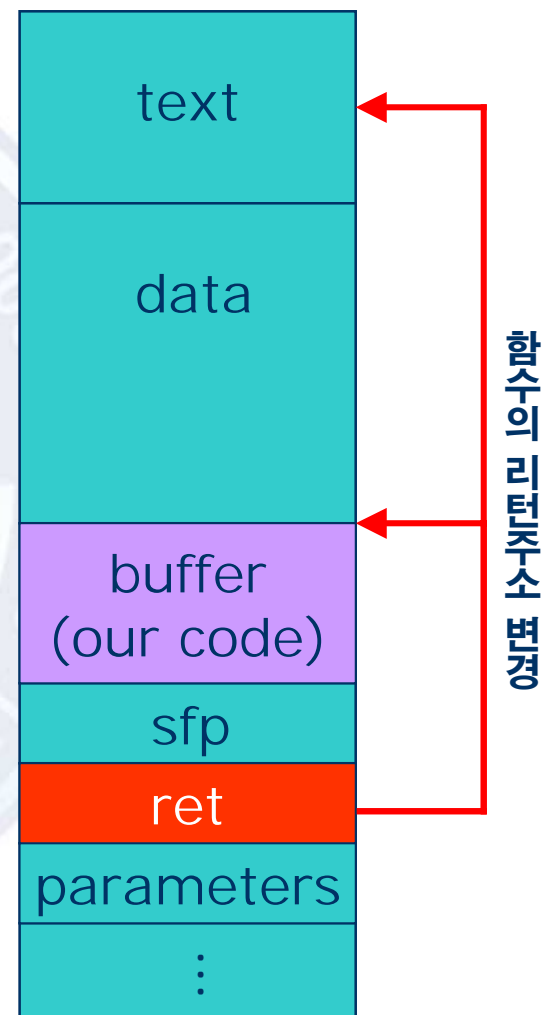 text
data
buffer
(our code)
sfp
ret
parameters
⋮
함수의 리턴주소 변경